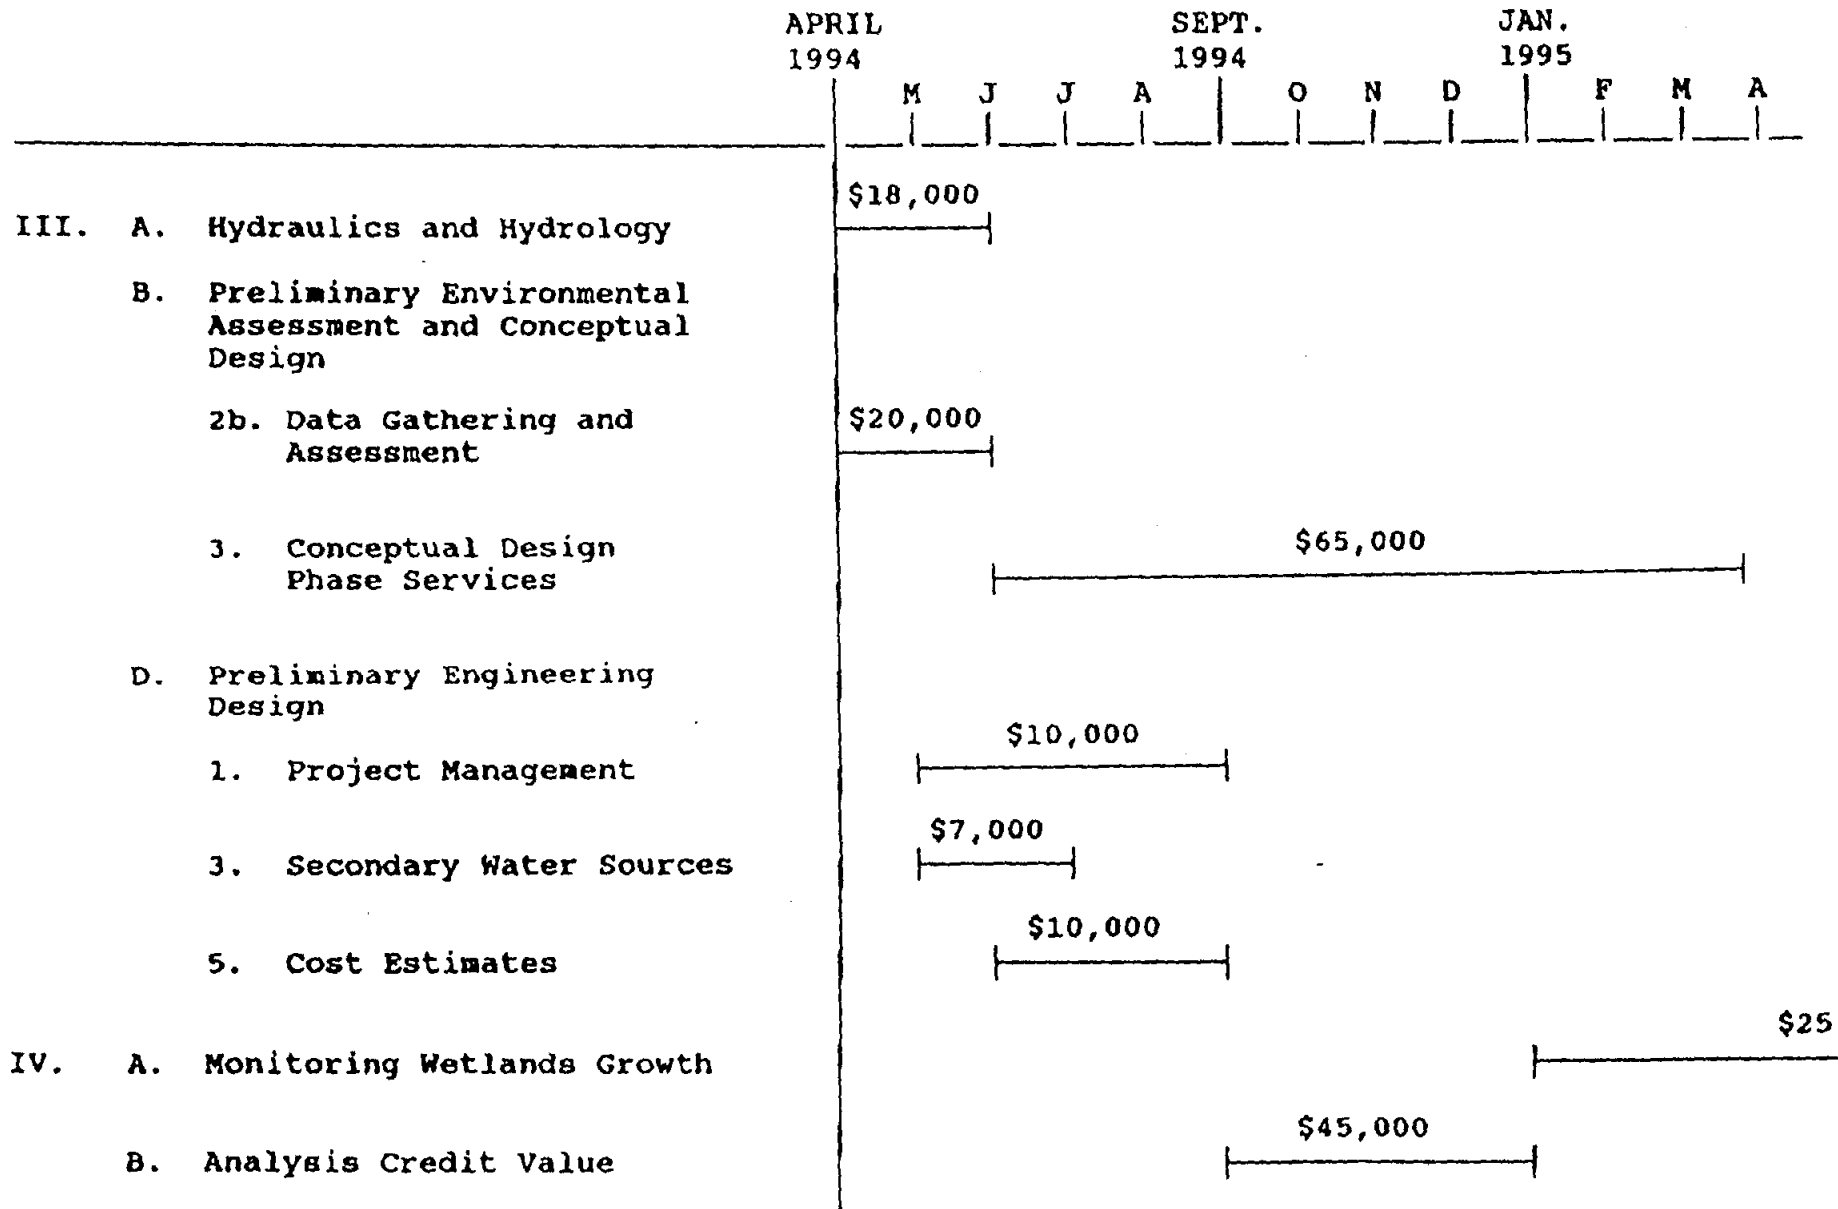 APRIL SEPT. JAN.
1994 1994 1995
M J J A O N D F M A
$18,000
III. A. Hydraulics and Hydrology
B. Preliminary Environmental
Assessment and Conceptual
Design
2b. Data Gathering and $20,000
Assessment
$65,000
3. Conceptual Design
Phase Services
D. Preliminary Engineering
Design
$10,000
1. Project Management
$7,000
3. Secondary Water Sources
$10,000
5. Cost Estimates
$25
IV. A. Monitoring Wetlands Growth
$45,000
B. Analysis Credit Value